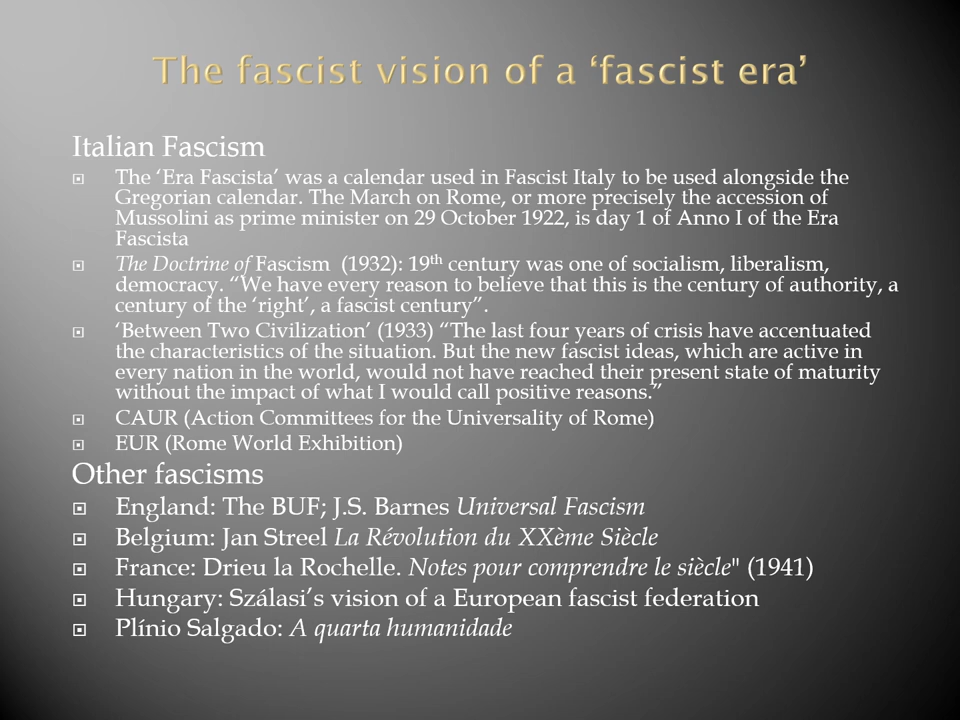 The fascist vision of a ‘fascist era’
Italian Fascism
The ‘Era Fascista’ was a calendar used in Fascist Italy to be used alongside the
Gregorian calendar. The March on Rome, or more precisely the accession of
Mussolini as prime minister on 29 October 1922, is day 1 of Anno I of the Era
Fascista
The Doctrine of Fascism (1932): 19th century was one of socialism, liberalism,
democracy. “We have every reason to believe that this is the century of authority, a
century of the ‘right’, a fascist century”.
‘Between Two Civilization’ (1933) “The last four years of crisis have accentuated
the characteristics of the situation. But the new fascist ideas, which are active in
every nation in the world, would not have reached their present state of maturity
without the impact of what I would call positive reasons.”
CAUR (Action Committees for the Universality of Rome)
EUR (Rome World Exhibition)
Other fascisms
England: The BUF; J.S. Barnes Universal Fascism
Belgium: Jan Streel La Révolution du XXème Siècle
France: Drieu la Rochelle. Notes pour comprendre le siècle" (1941)
Hungary: Szálasi’s vision of a European fascist federation
Plínio Salgado: A quarta humanidade